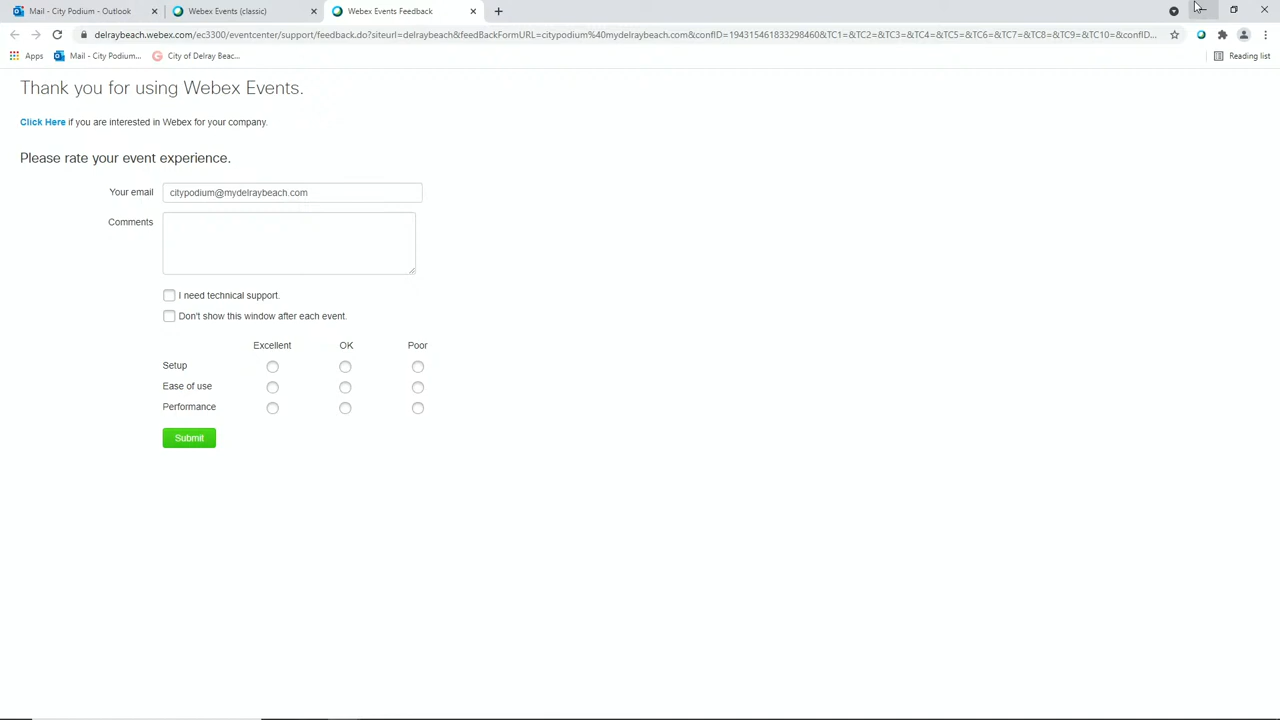 Mail - City Podium - Outlook
Webex Events (classic)
Webex Events Feedback
delraybeach.webex.com/ec3300/eventcenter/support/feedback.do?siteurl=delraybeach&feedBackFormURL=citypodium%40mydelraybeach.com&confID=194315461833298460&TC1=&TC2=&TC3=&TC4=&TC5=&TC6=&TC7=&TC8=&TC9=&TC10=&confID...
Apps
Mail - City Podium...
City of Delray Beac...
Reading list
Thank you for using Webex Events.
Click Here if you are interested in Webex for your company.
Please rate your event experience.
Your email citypodium@mydelraybeach.com
Comments
I need technical support.
Don't show this window after each event.
Excellent OK Poor
Setup
Ease of use
Performance
Submit